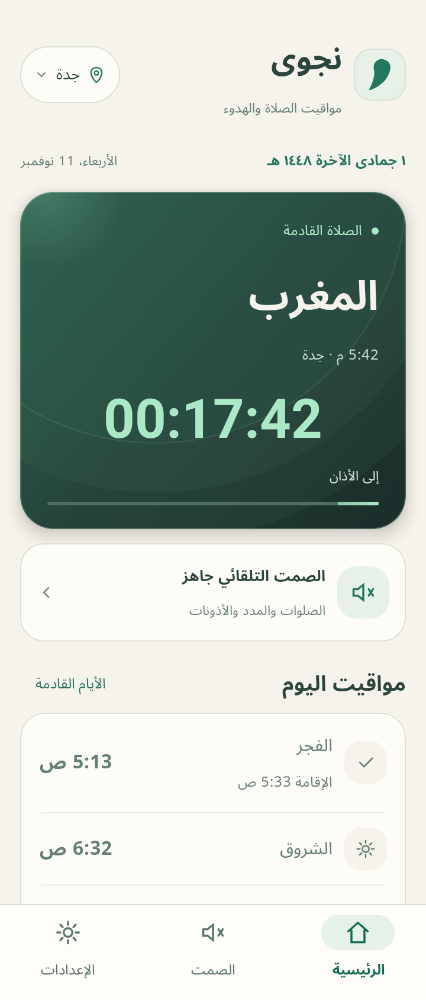 نجوى
مواقيت الصلاة والهدوء
جدة
١ جمادى الآخرة ١٤٤٨ هـ
الأربعاء، 11 نوفمبر
الصلاة القادمة
المغرب
5:42 م · جدة
00:17:42
إلى الأذان
الصمت التلقائي جاهز
الصلوات والمدد والأذونات
مواقيت اليوم
الأيام القادمة
الفجر
الإقامة 5:33 ص
5:13 ص
الشروق
6:32 ص
الرئيسية
الصمت
الإعدادات